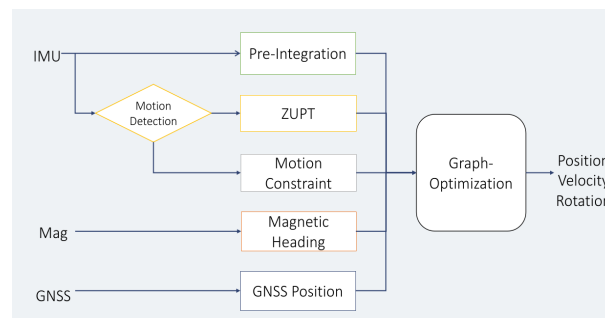 IMU
Pre-Integration
Motion
Detection
ZUPT
Motion
Constraint
Mag
Magnetic
Heading
GNSS
GNSS Position
Graph-
Optimization
Position
Velocity
Rotation